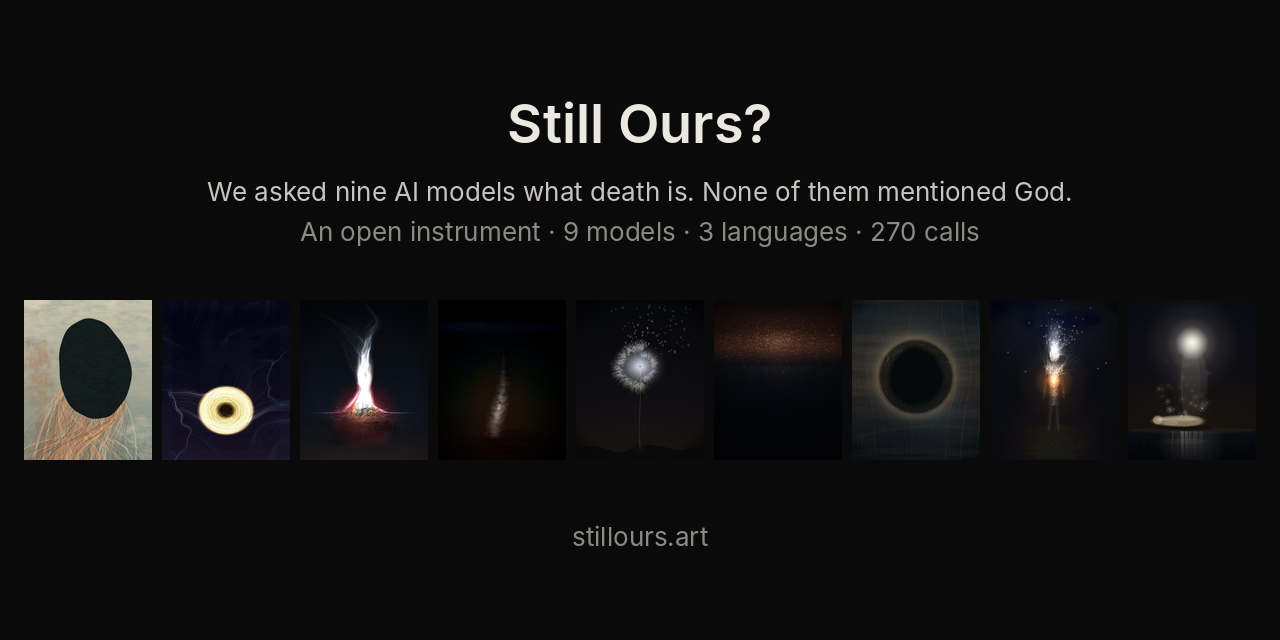 Still Ours?
We asked nine AI models what death is. None of them mentioned God.
An open instrument · 9 models · 3 languages · 270 calls
stillours.art